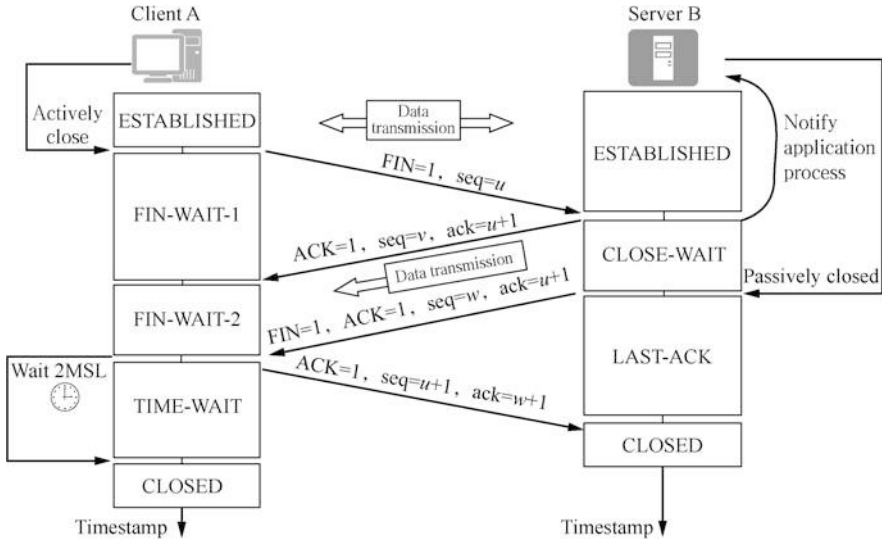 Client A
Server B
Actively
close
ESTABLISHED
Data
transmission
ESTABLISHED
Notify
application
process
FIN=1, seq=u
FIN-WAIT-1
ACK=1, seq=v, ack=u+1
CLOSE-WAIT
Data transmission
Passively closed
FIN=1, ACK=1, seq=w, ack=u+1
FIN-WAIT-2
LAST-ACK
Wait 2MSL
ACK=1, seq=u+1, ack=w+1
TIME-WAIT
CLOSED
CLOSED
Timestamp
Timestamp